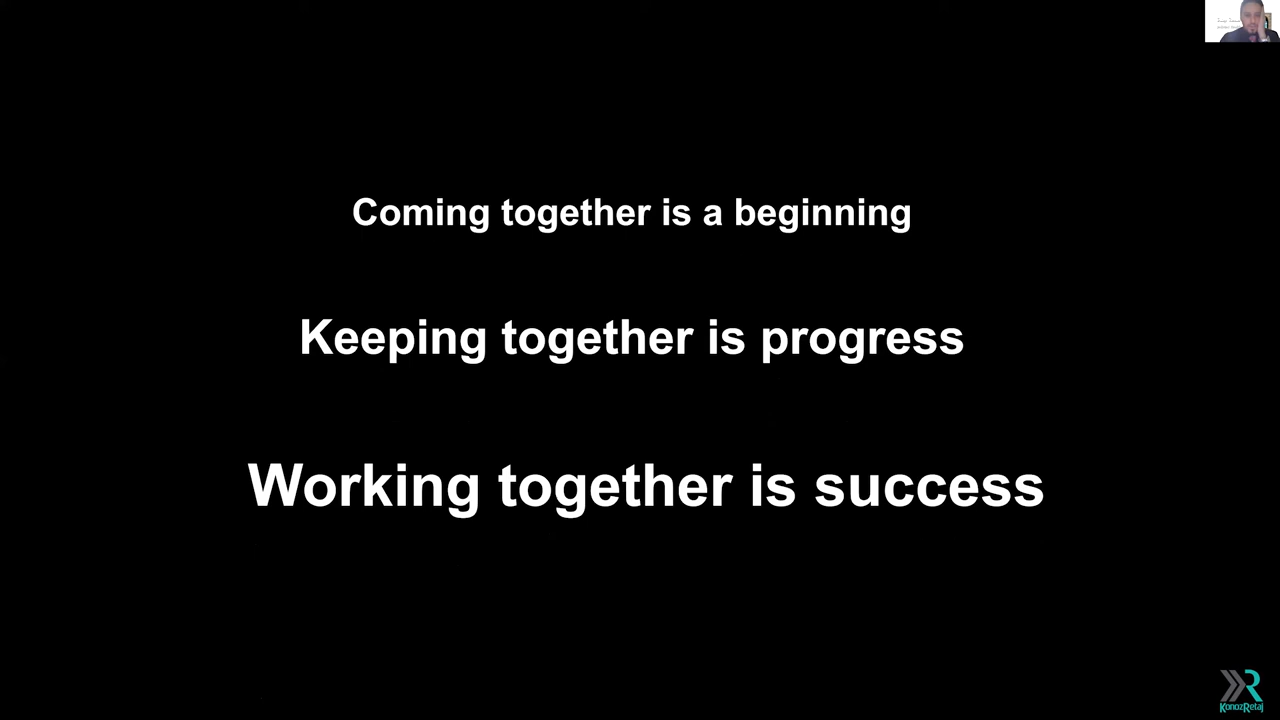 Coming together is a beginning
Keeping together is progress
Working together is success
KonozRetaj